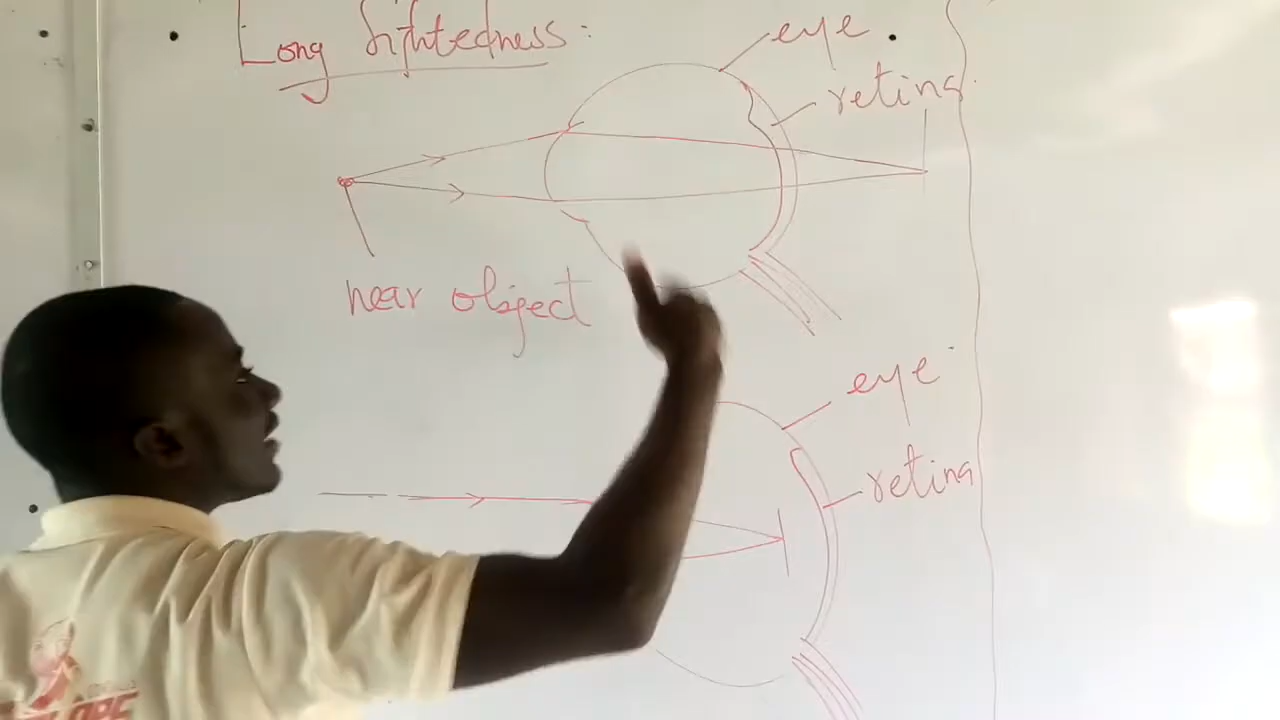 Long Sightedness:
eye
retina
near object
eye
retina